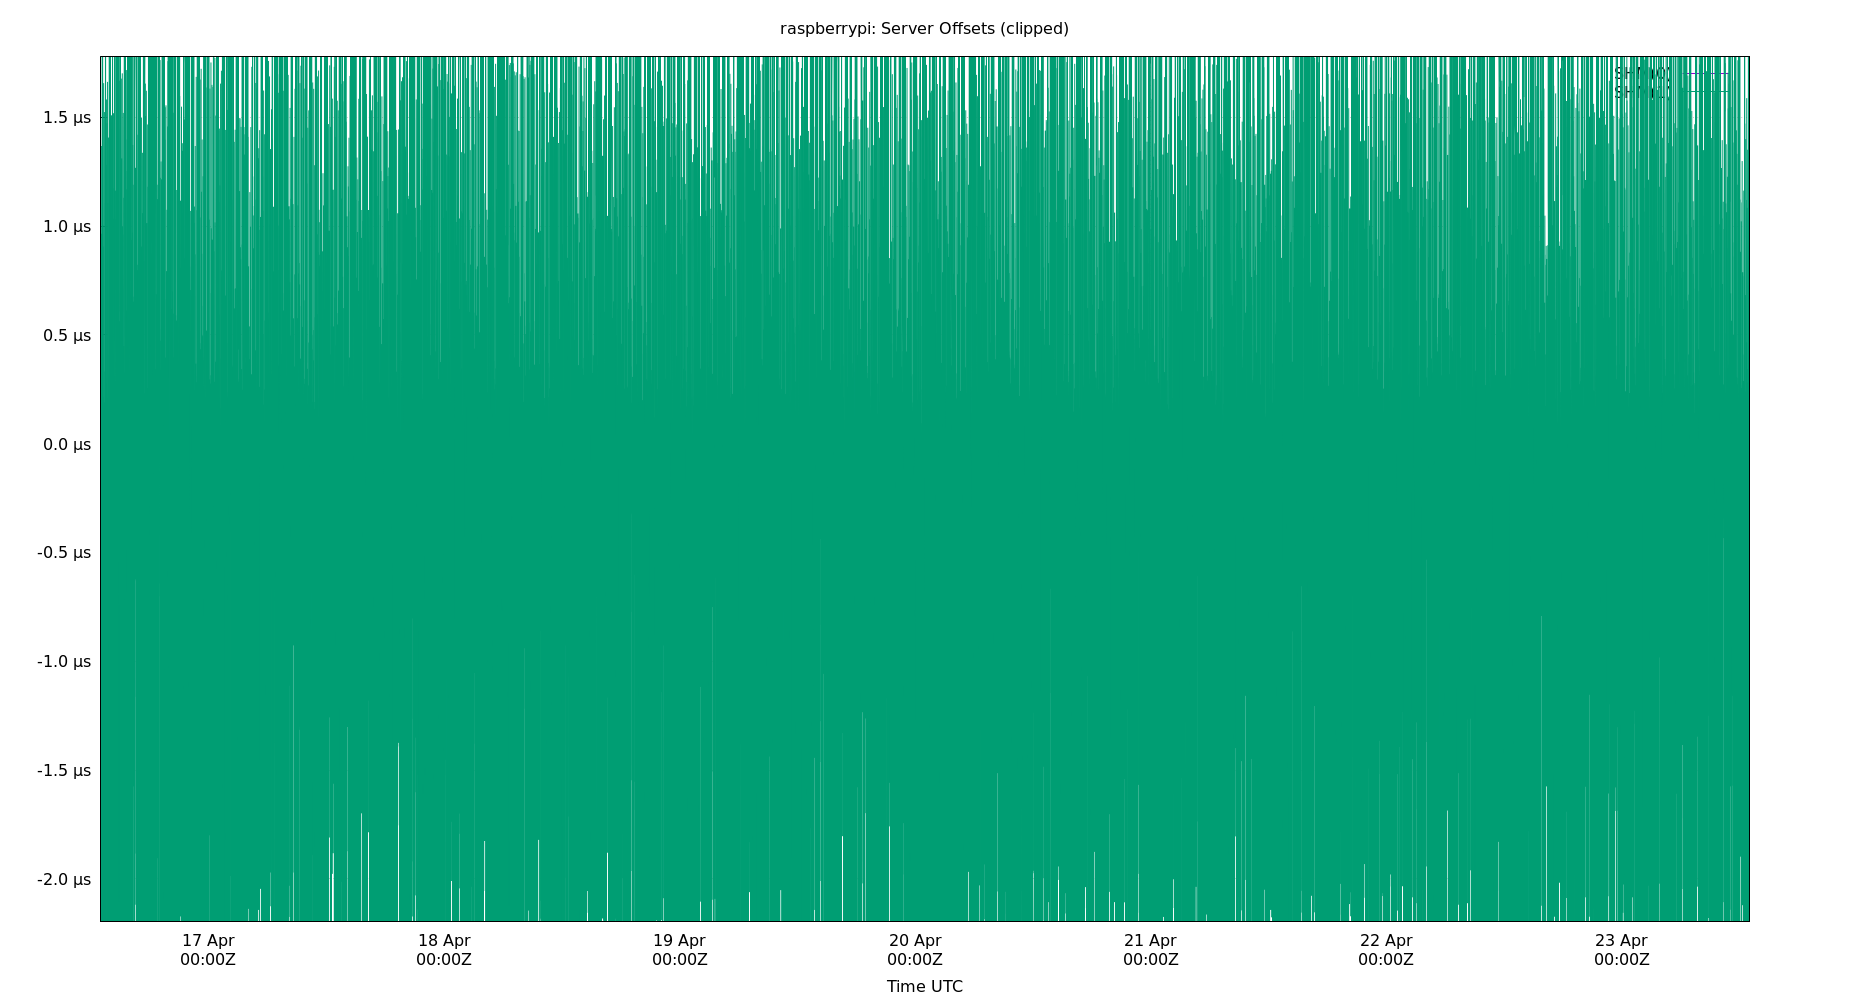 raspberrypi: Server Offsets (clipped)
1.5 µs
1.0 µs
0.5 µs
0.0 µs
-0.5 µs
-1.0 µs
-1.5 µs
-2.0 µs
17 Apr
00:00Z
18 Apr
00:00Z
19 Apr
00:00Z
20 Apr
00:00Z
21 Apr
00:00Z
22 Apr
00:00Z
23 Apr
00:00Z
Time UTC